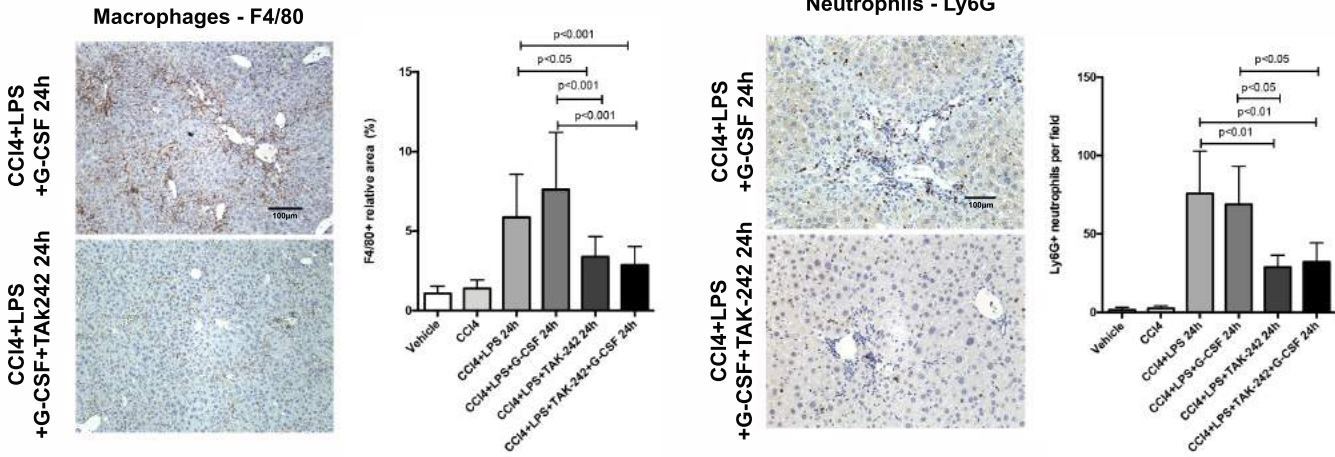 Macrophages - F4/80
CCl4+LPS
+G-CSF 24h
100µm
CCl4+LPS
+G-CSF+TAk242 24h
F4/80+ relative area (%)
15
10
5
0
p<0.001
p<0.05
p<0.001
p<0.001
Vehicle
CCl4
CCl4+LPS 24h
CCl4+LPS+G-CSF 24h
CCl4+LPS+TAK-242 24h
CCl4+LPS+TAK-242+G-CSF 24h
Neutrophils - Ly6G
CCl4+LPS
+G-CSF 24h
100µm
CCl4+LPS
+G-CSF+TAK-242 24h
Ly6G+ neutrophils per field
150
100
50
0
p<0.05
p<0.05
p<0.01
p<0.01
Vehicle
CCl4
CCl4+LPS 24h
CCl4+LPS+G-CSF 24h
CCl4+LPS+TAK-242 24h
CCl4+LPS+TAK-242+G-CSF 24h